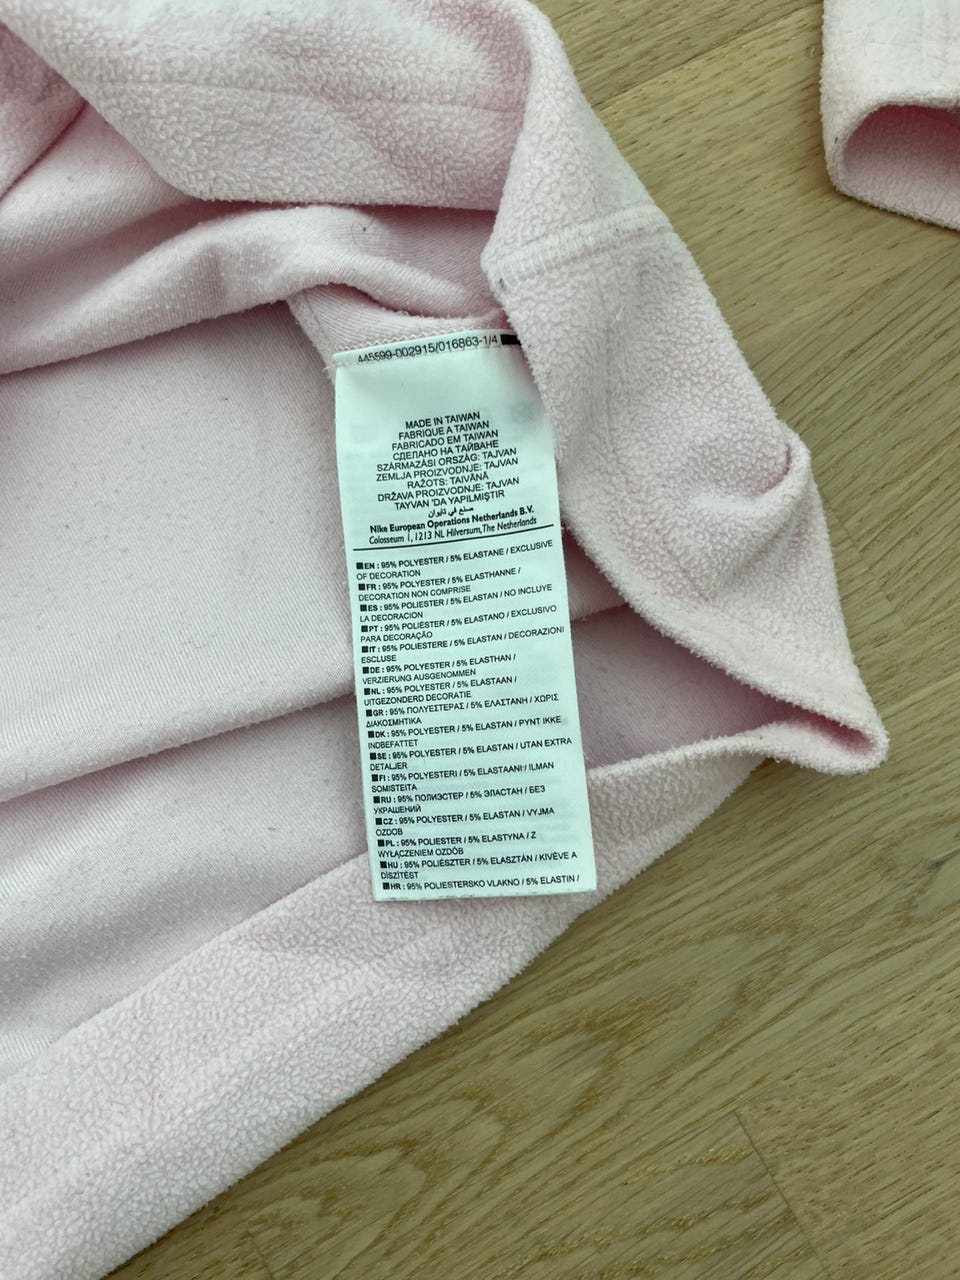 445599-002915/016863-1/4
MADE IN TAIWAN
FABRIQUE A TAIWAN
FABRICADO EM TAIWAN
СДЕЛАНО НА ТАЙВАНЕ
SZÁRMAZÁSI ORSZÁG: TAJVAN
ZEMLJA PROIZVODNJE: TAJVAN
RAŽOTS: TAIVĀNĀ
DRŽAVA PROIZVODNJE: TAJVAN
TAYVAN 'DA YAPILMIŞTIR
صنع في تايوان
Nike European Operations Netherlands B.V.
Colosseum 1, 1213 NL Hilversum, The Netherlands
EN : 95% POLYESTER / 5% ELASTANE / EXCLUSIVE
OF DECORATION
FR : 95% POLYESTER / 5% ELASTHANNE /
DECORATION NON COMPRISE
ES : 95% POLIESTER / 5% ELASTAN / NO INCLUYE
LA DECORACION
PT : 95% POLIÉSTER / 5% ELASTANO / EXCLUSIVO
PARA DECORAÇÃO
IT : 95% POLIESTERE / 5% ELASTAN / DECORAZIONI
ESCLUSE
DE : 95% POLYESTER / 5% ELASTHAN /
VERZIERUNG AUSGENOMMEN
NL : 95% POLYESTER / 5% ELASTAAN /
UITGEZONDERD DECORATIE
GR : 95% ΠΟΛΥΕΣΤΕΡΑΣ / 5% ΕΛΑΣΤΑΝΗ / ΧΩΡΙΣ
ΔΙΑΚΟΣΜΗΤΙΚΑ
DK : 95% POLYESTER / 5% ELASTAN / PYNT IKKE
INDBEFATTET
SE : 95% POLYESTER / 5% ELASTAN / UTAN EXTRA
DETALJER
FI : 95% POLYESTERI / 5% ELASTAANI / ILMAN
SOMISTEITA
RU : 95% ПОЛИЭСТЕР / 5% ЭЛАСТАН / БЕЗ
УКРАШЕНИЙ
CZ : 95% POLYESTER / 5% ELASTAN / VYJMA
OZDOB
PL : 95% POLIESTER / 5% ELASTYNA / Z
WYŁĄCZENIEM OZDÓB
HU : 95% POLIÉSZTER / 5% ELASZTÁN / KIVÉVE A
DÍSZÍTÉST
HR : 95% POLIESTERSKO VLAKNO / 5% ELASTIN /